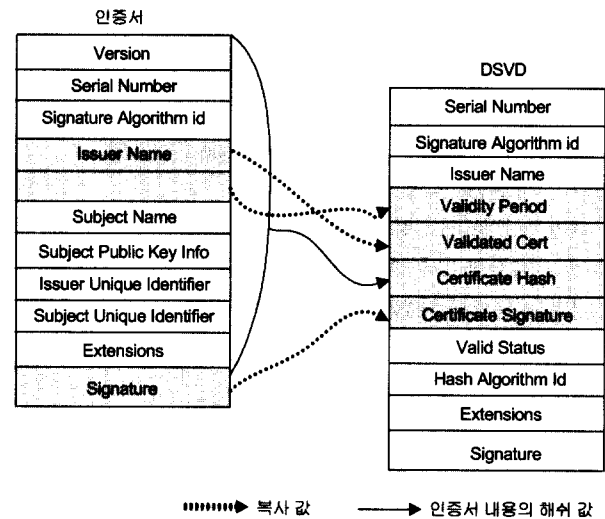 인증서
Version
Serial Number
Signature Algorithm id
Issuer Name
Subject Name
Subject Public Key Info
Issuer Unique Identifier
Subject Unique Identifier
Extensions
Signature
DSVD
Serial Number
Signature Algorithm id
Issuer Name
Validity Period
Validated Cert
Certificate Hash
Certificate Signature
Valid Status
Hash Algorithm Id
Extensions
Signature
복사 값
인증서 내용의 해쉬 값